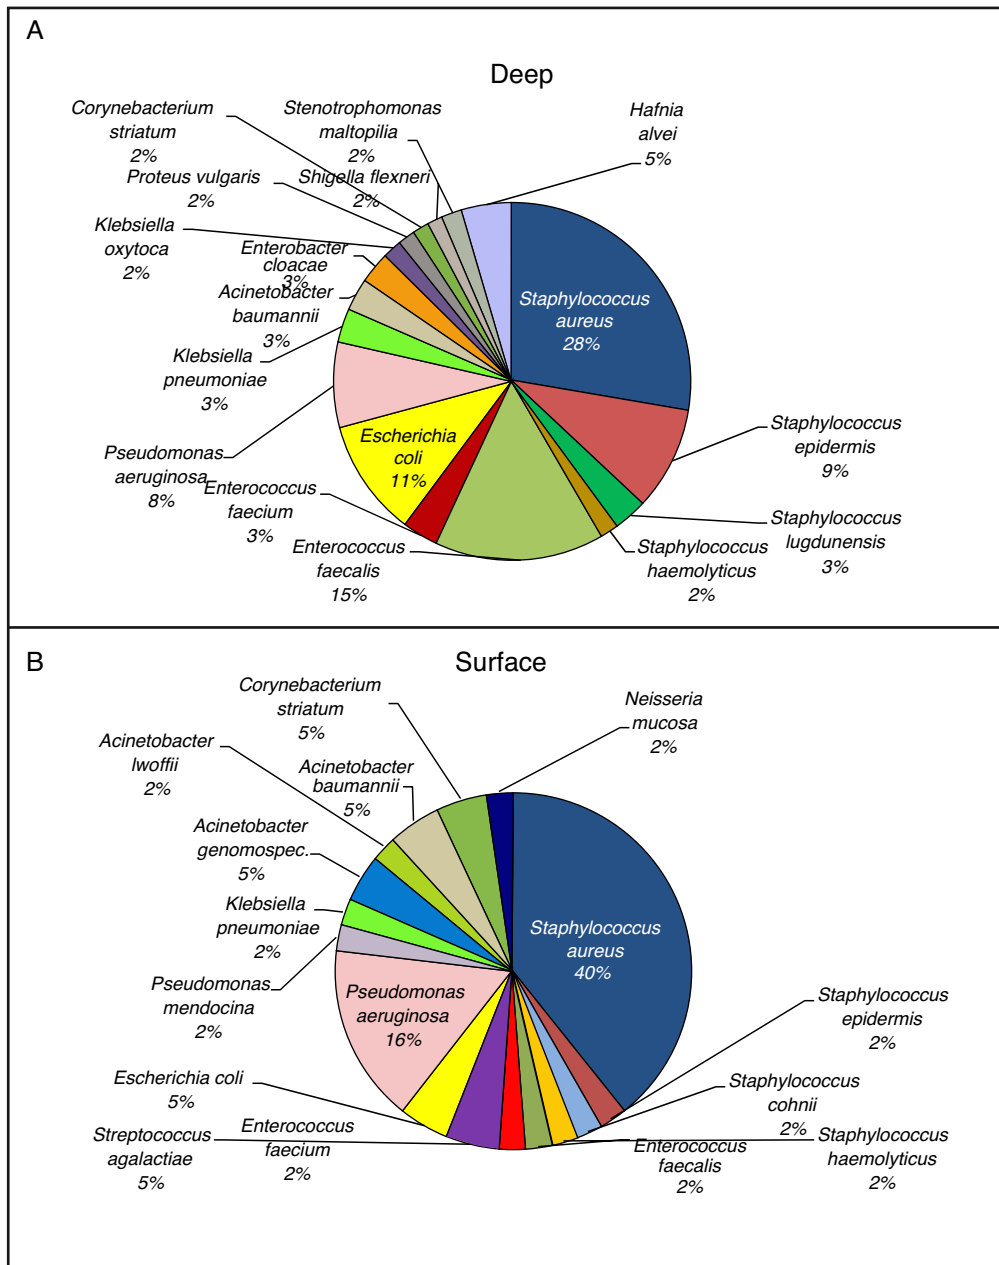 A
Deep
Corynebacterium
striatum
2%
Stenotrophomonas
maltopilia
2%
Hafnia
alvei
5%
Proteus vulgaris
2%
Shigella flexneri
2%
Klebsiella
oxytoca
2%
Enterobacter
cloacae
3%
Acinetobacter
baumannii
3%
Klebsiella
pneumoniae
3%
Pseudomonas
aeruginosa
8%
Escherichia
coli
11%
Enterococcus
faecium
3%
Enterococcus
faecalis
15%
Staphylococcus
aureus
28%
Staphylococcus
epidermis
9%
Staphylococcus
lugdunensis
3%
Staphylococcus
haemolyticus
2%
B
Surface
Corynebacterium
striatum
5%
Neisseria
mucosa
2%
Acinetobacter
lwoffii
2%
Acinetobacter
baumannii
5%
Acinetobacter
genomospec.
5%
Klebsiella
pneumoniae
2%
Pseudomonas
mendocina
2%
Pseudomonas
aeruginosa
16%
Staphylococcus
aureus
40%
Staphylococcus
epidermis
2%
Escherichia coli
5%
Staphylococcus
cohnii
2%
Streptococcus
agalactiae
5%
Enterococcus
faecium
2%
Enterococcus
faecalis
2%
Staphylococcus
haemolyticus
2%